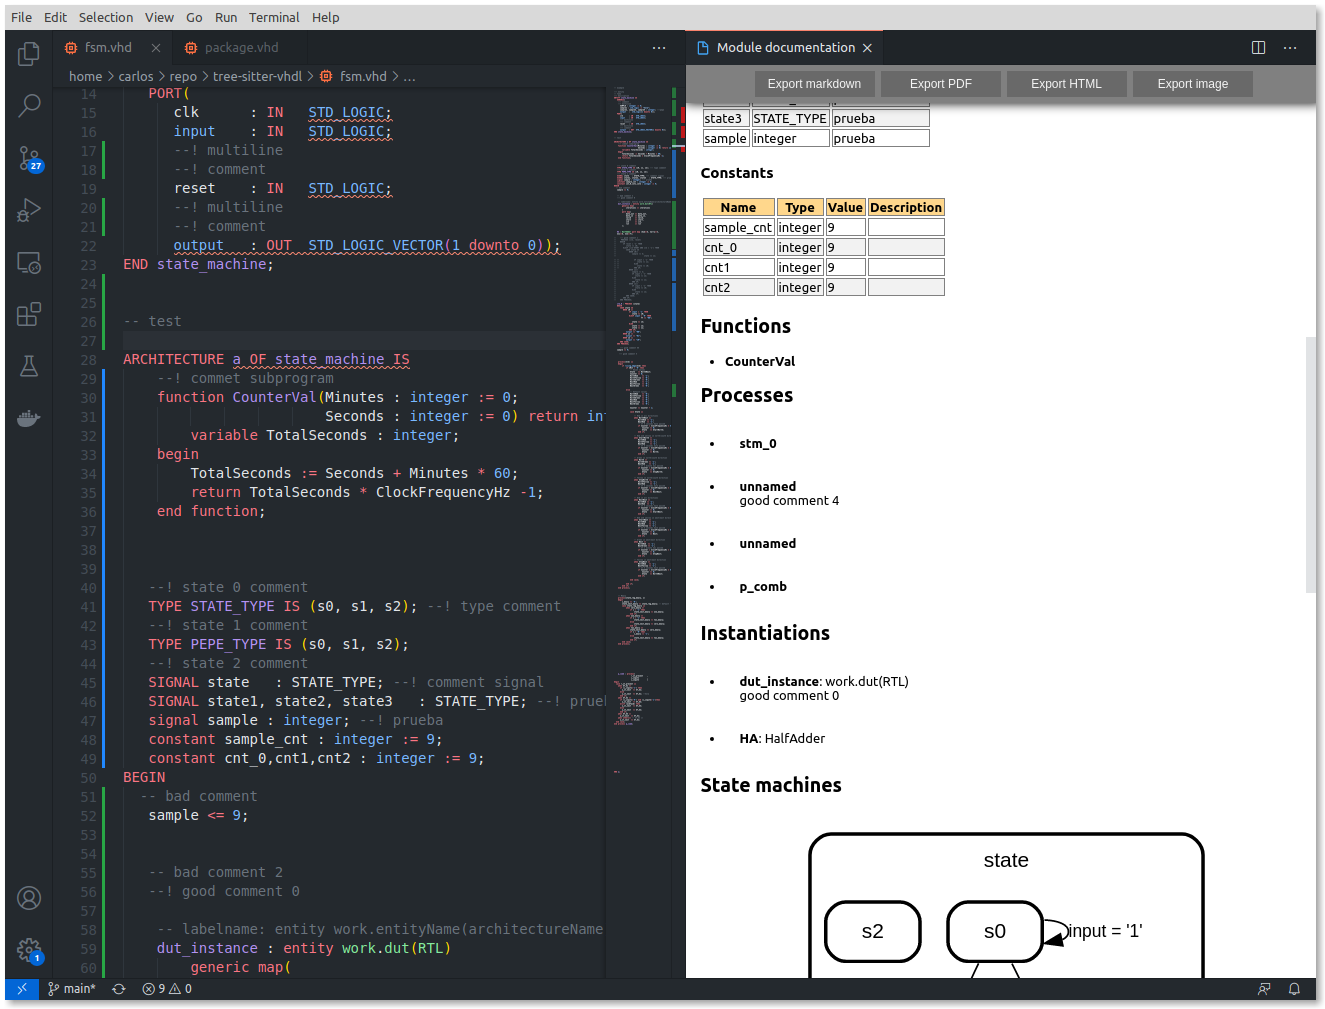 File Edit Selection View Go Run Terminal Help
fsm.vhd package.vhd
home carlos repo tree-sitter-vhdl fsm.vhd ...
14 PORT(
15 clk : IN STD_LOGIC;
16 input : IN STD_LOGIC;
17 --! multiline
18 --! comment
19 reset : IN STD_LOGIC;
20 --! multiline
21 --! comment
22 output : OUT STD_LOGIC_VECTOR(1 downto 0));
23 END state_machine;
24
25
26 -- test
27
28 ARCHITECTURE a OF state_machine IS
29 --! commet subprogram
30 function CounterVal(Minutes : integer := 0;
31 Seconds : integer := 0) return in
32 variable TotalSeconds : integer;
33 begin
34 TotalSeconds := Seconds + Minutes * 60;
35 return TotalSeconds * ClockFrequencyHz -1;
36 end function;
37
38
39
40 --! state 0 comment
41 TYPE STATE_TYPE IS (s0, s1, s2); --! type comment
42 --! state 1 comment
43 TYPE PEPE_TYPE IS (s0, s1, s2);
44 --! state 2 comment
45 SIGNAL state : STATE_TYPE; --! comment signal
46 SIGNAL state1, state2, state3 : STATE_TYPE; --! prue
47 signal sample : integer; --! prueba
48 constant sample_cnt : integer := 9;
49 constant cnt_0,cnt1,cnt2 : integer := 9;
50 BEGIN
51 -- bad comment
52 sample <= 9;
53
54
55 -- bad comment 2
56 --! good comment 0
57
58 -- labelname: entity work.entityName(architectureName
59 dut_instance : entity work.dut(RTL)
60 generic map(
27
1
main* 9 0
Module documentation
Export markdown Export PDF Export HTML Export image
state3 STATE_TYPE prueba
sample integer prueba
Constants
Name Type Value Description
sample_cnt integer 9
cnt_0 integer 9
cnt1 integer 9
cnt2 integer 9
Functions
• CounterVal
Processes
• stm_0
• unnamed
good comment 4
• unnamed
• p_comb
Instantiations
• dut_instance: work.dut(RTL)
good comment 0
• HA: HalfAdder
State machines
state
s2 s0 input = '1'